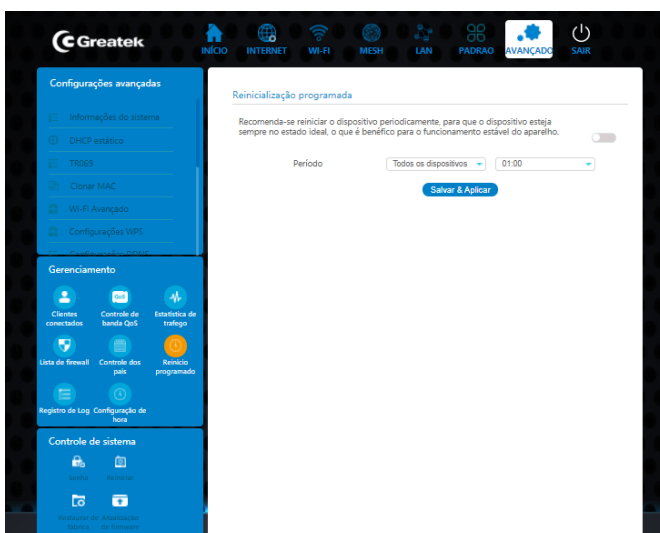 Greatek
INÍCIO INTERNET WI-FI MESH LAN PADRAO AVANÇADO SAIR
Configurações avançadas
Informações do sistema
DHCP estático
TR069
Clonar MAC
Wi-Fi Avançado
Configurações WPS
Gerenciamento
QoS
Clientes conectados
Controle de banda QoS
Estatística de trafego
Lista de firewall
Controle dos pais
Reinicio programado
Registro de Log
Configuração de hora
Controle de sistema
Senha
Reiniciar
Restaurar de fábrica
Atualização do firmware
Reinicialização programada
Recomenda-se reiniciar o dispositivo periodicamente, para que o dispositivo esteja
sempre no estado ideal, o que é benéfico para o funcionamento estável do aparelho.
Período
Todos os dispositivos
01:00
Salvar & Aplicar